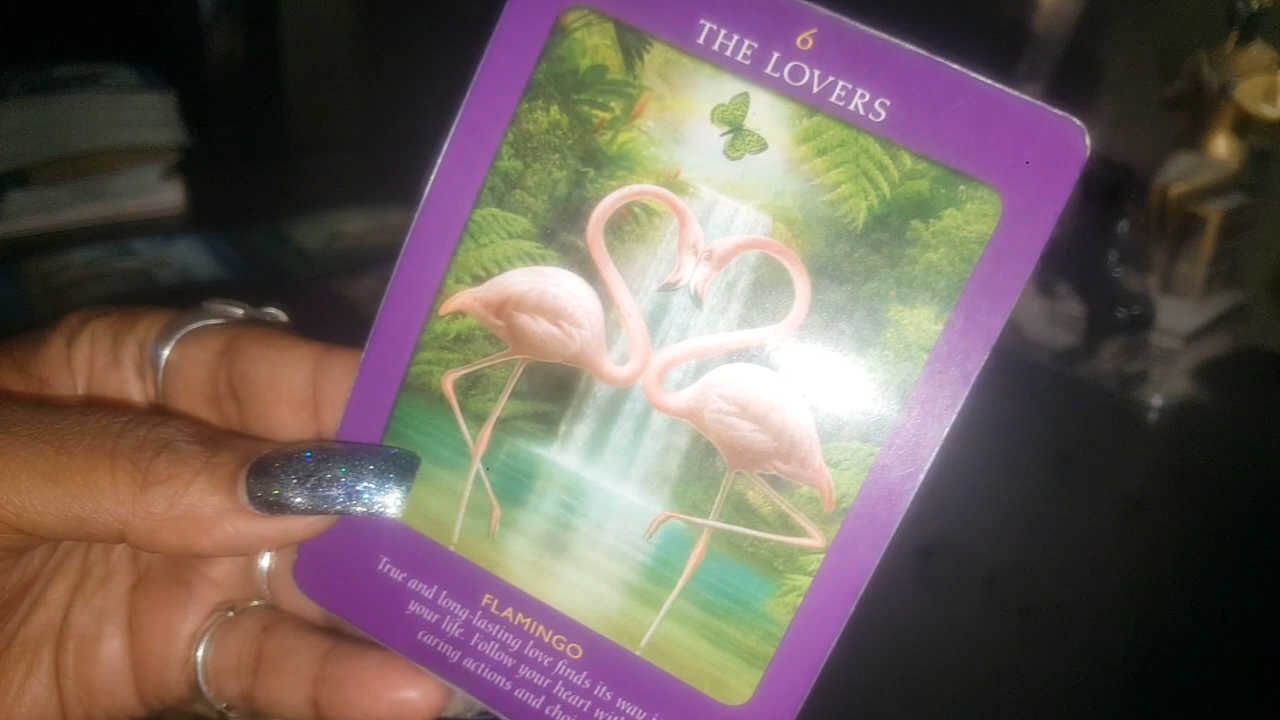 6
THE LOVERS
FLAMINGO
True and long-lasting love finds its way
your life. Follow your heart with
caring actions and